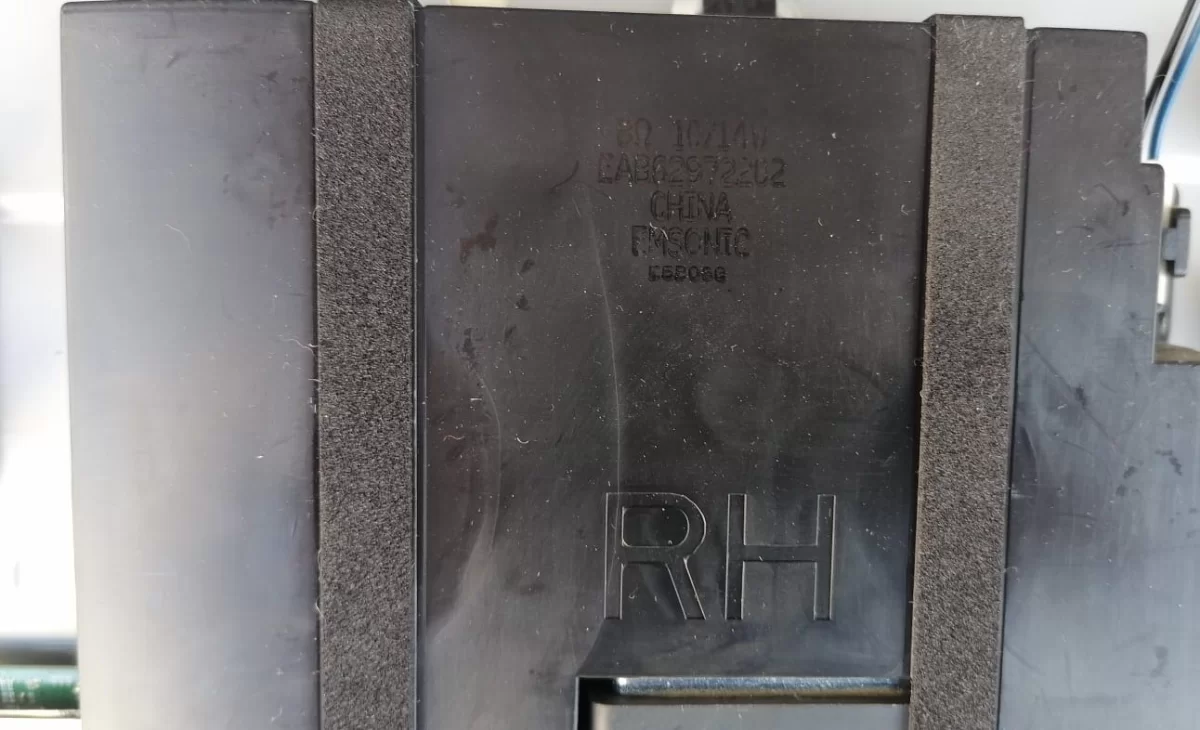 8Ω 10/14W
EAB62972202
CHINA
EMSONIC
RH